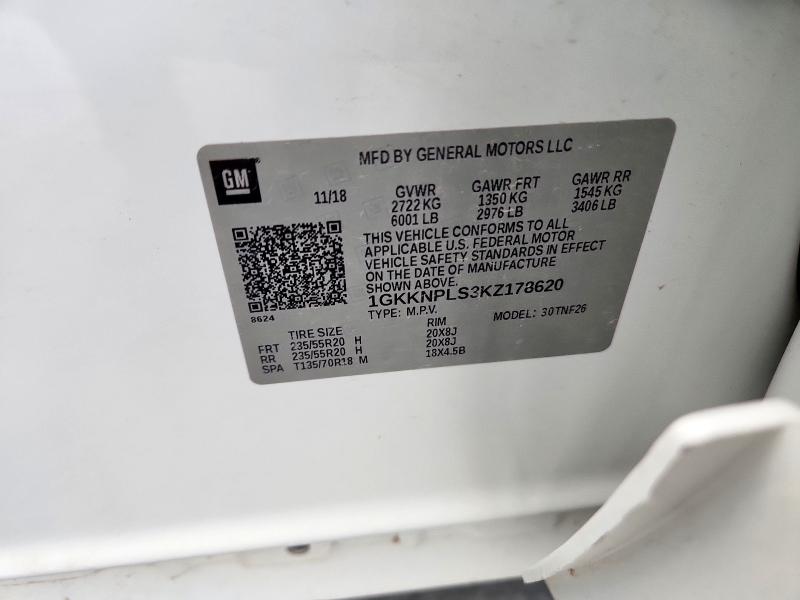 GM
MFD BY GENERAL MOTORS LLC
11/18
GVWR GAWR FRT GAWR RR
2722 KG 1350 KG 1545 KG
6001 LB 2976 LB 3406 LB
THIS VEHICLE CONFORMS TO ALL
APPLICABLE U.S. FEDERAL MOTOR
VEHICLE SAFETY STANDARDS IN EFFECT
ON THE DATE OF MANUFACTURE
SHOWN ABOVE.
1GKKNPLS3KZ178620
TYPE: M.P.V. MODEL: 30TNF26
8624
TIRE SIZE RIM
FRT 235/55R20 H 20X8J
RR 235/55R20 H 20X8J
SPA T135/70R18 M 18X4.5B